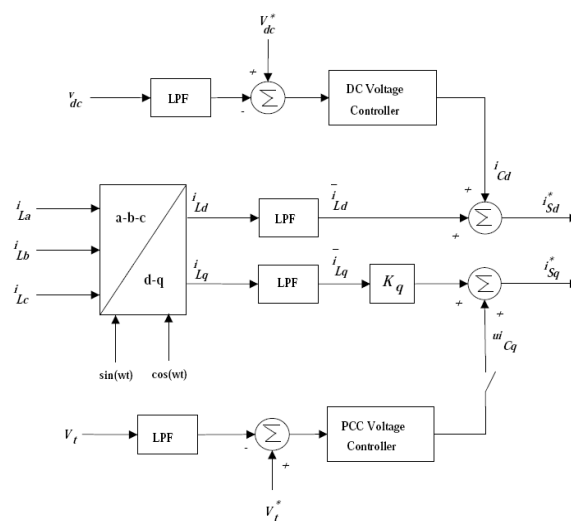 V*dc
+
vdc
LPF
-
Σ
DC Voltage
Controller
iCd
iLa
iLb
iLc
a-b-c
d-q
iLd
LPF
īLd
+
+
Σ
i*Sd
iLq
LPF
īLq
Kq
+
+
Σ
i*Sq
uiCq
sin(wt)
cos(wt)
Vt
LPF
-
Σ
+
PCC Voltage
Controller
V*t